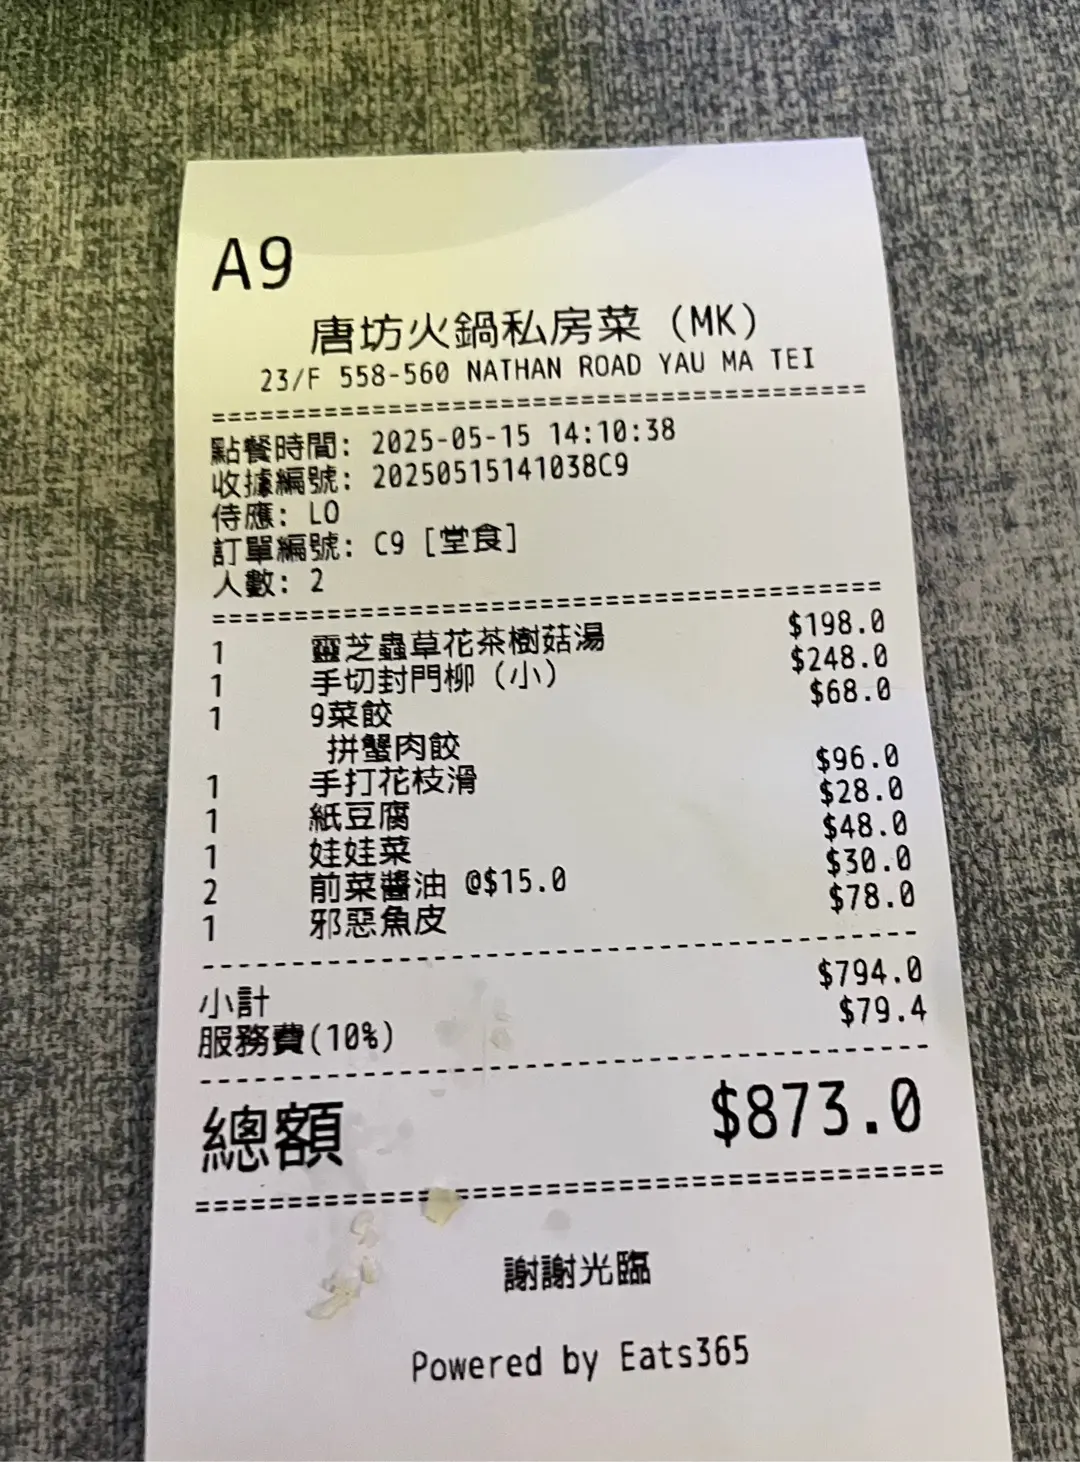 A9
唐坊火鍋私房菜 (MK)
23/F 558-560 NATHAN ROAD YAU MA TEI
點餐時間: 2025-05-15 14:10:38
收據編號: 20250515141038C9
侍應: LO
訂單編號: C9 [堂食]
人數: 2
1 靈芝蟲草花茶樹菇湯 $198.0
1 手切封門柳 (小) $248.0
1 9菜餃 $68.0
拼蟹肉餃
1 手打花枝滑 $96.0
1 紙豆腐 $28.0
1 娃娃菜 $48.0
2 前菜醬油 @$15.0 $30.0
1 邪惡魚皮 $78.0
小計 $794.0
服務費(10%) $79.4
總額 $873.0
謝謝光臨
Powered by Eats365